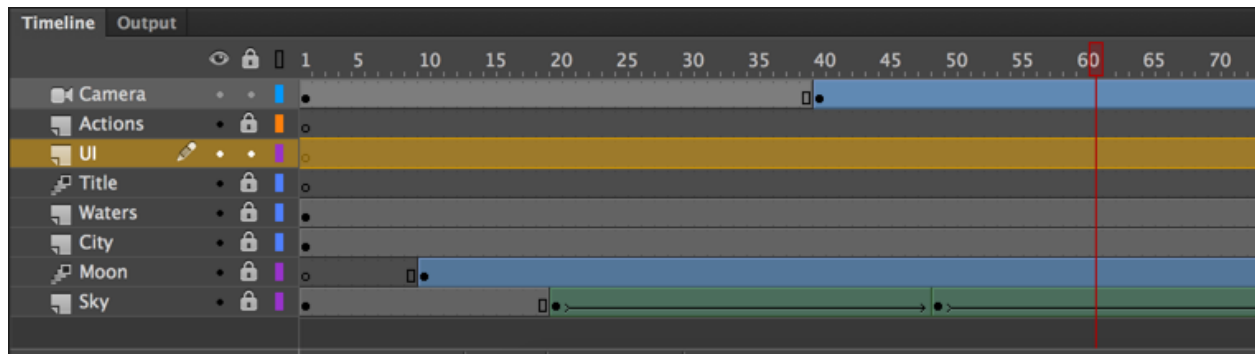 Timeline Output
1 5 10 15 20 25 30 35 40 45 50 55 60 65 70
Camera
Actions
UI
Title
Waters
City
Moon
Sky